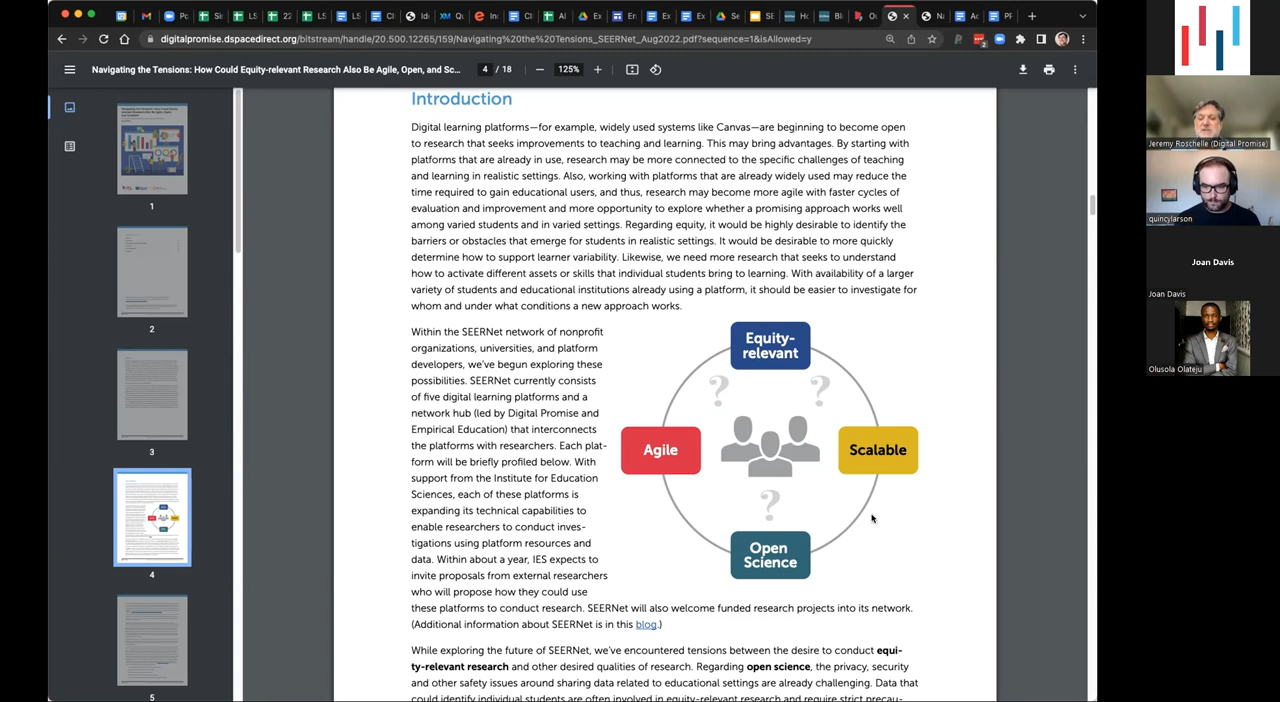 digitalpromise.dspacedirect.org/bitstream/handle/20.500.12265/159/Navinging%20the%20Tensions_SEERNet_Aug2022.pdf?sequence=1&isAllowed=y
Navigating the Tensions: How Could Equity-relevant Research Also Be Agile, Open, and Sc...
4 / 18
125%
1
2
3
4
5
Introduction
Digital learning platforms—for example, widely used systems like Canvas—are beginning to become open
to research that informs improvements to teaching and learning. This may bring advantages. By starting with
platforms that are already in use, research may be more connected to the specific challenges of teaching
and learning in realistic settings. Also, working with platforms that are already widely used may reduce the
time required to gain educational users, and thus, research may become more agile with faster cycles of
evaluation and improvement and more opportunity to explore whether a promising approach works well
among varied students and in varied settings. Regarding equity, it would be highly desirable to identify the
barriers or obstacles that emerge for students in realistic settings. It would be desirable to more quickly
determine how to support learner variability. Likewise, we need more research that seeks to understand
how to activate different assets or skills that individual students bring to learning. With availability of a larger
variety of students and educational institutions already using a platform, it should be easier to investigate for
whom and under what conditions a new approach works.
Within the SEERNet network of nonprofit
organizations, universities, and platform
developers, we've begun exploring these
possibilities. SEERNet currently consists
of five digital learning platforms and a
network hub (led by Digital Promise and
Empirical Education) that interconnects
the platforms with researchers. Each plat-
form will be briefly profiled below. With
support from the Institute for Education
Sciences, each of these platforms is
expanding its technical capabilities to
enable researchers to conduct inves-
tigations using platform resources and
data. Within about a year, IES expects to
invite proposals from external researchers
who will propose how they could use
these platforms to conduct research. SEERNet will also welcome funded research projects into its network.
(Additional information about SEERNet is in this blog.)
Equity-
relevant
?
?
Agile
Scalable
?
Open
Science
While exploring the future of SEERNet, we've encountered tensions between the desire to conduct equi-
ty-relevant research and other desired qualities of research. Regarding open science, the privacy, security
and other safety issues around sharing data related to educational settings are already challenging. Data that
could identify individual students are often involved in equity-relevant research and require strict precau-
Jeremy Roschelle (Digital Promise)
quincylarson
Joan Davis
Joan Davis
Olusola Olateju